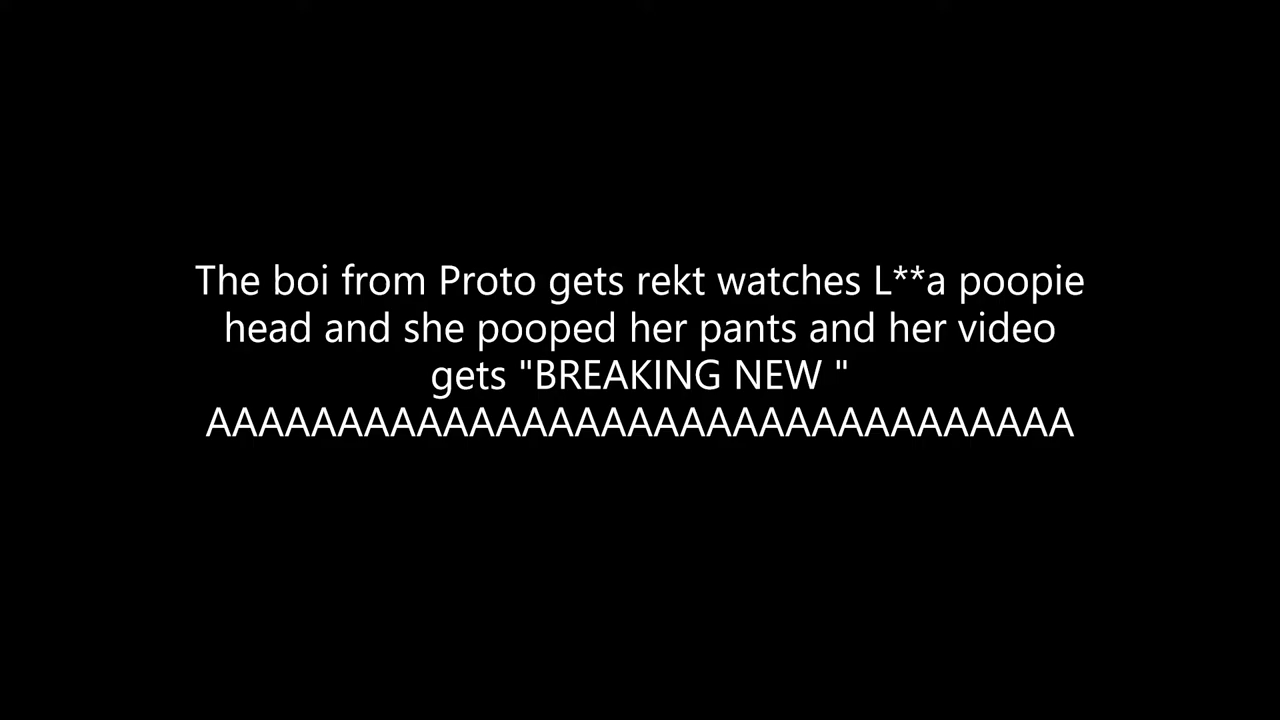 The boi from Proto gets rekt watches L**a poopie
head and she pooped her pants and her video
gets "BREAKING NEW "
AAAAAAAAAAAAAAAAAAAAAAAAAAAAAAAAA